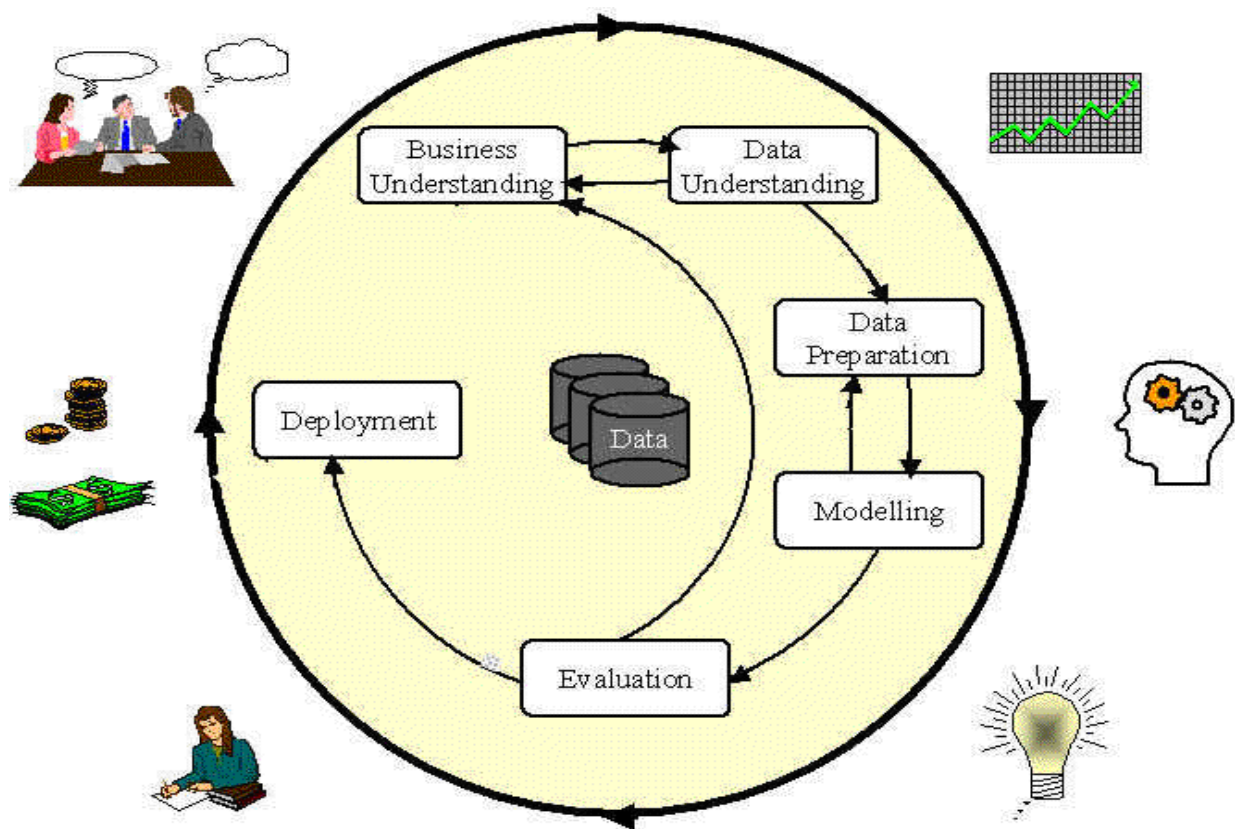 Business
Understanding
Data
Understanding
Data
Preparation
Deployment
Data
Modelling
Evaluation